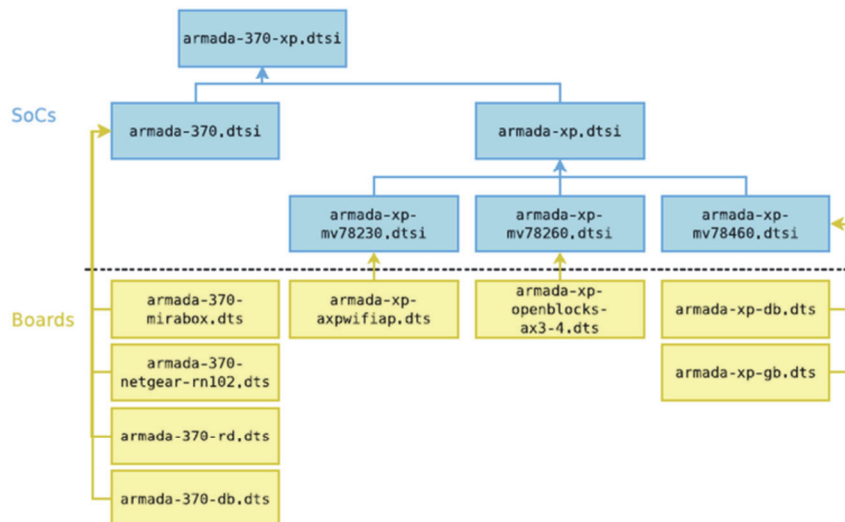 armada-370-xp.dtsi
SoCs
armada-370.dtsi
armada-xp.dtsi
armada-xp-
mv78230.dtsi
armada-xp-
mv78260.dtsi
armada-xp-
mv78460.dtsi
Boards
armada-370-
mirabox.dts
armada-xp-
axpwifiap.dts
armada-xp-
openblocks-
ax3-4.dts
armada-xp-db.dts
armada-370-
netgear-rn102.dts
armada-xp-gb.dts
armada-370-rd.dts
armada-370-db.dts